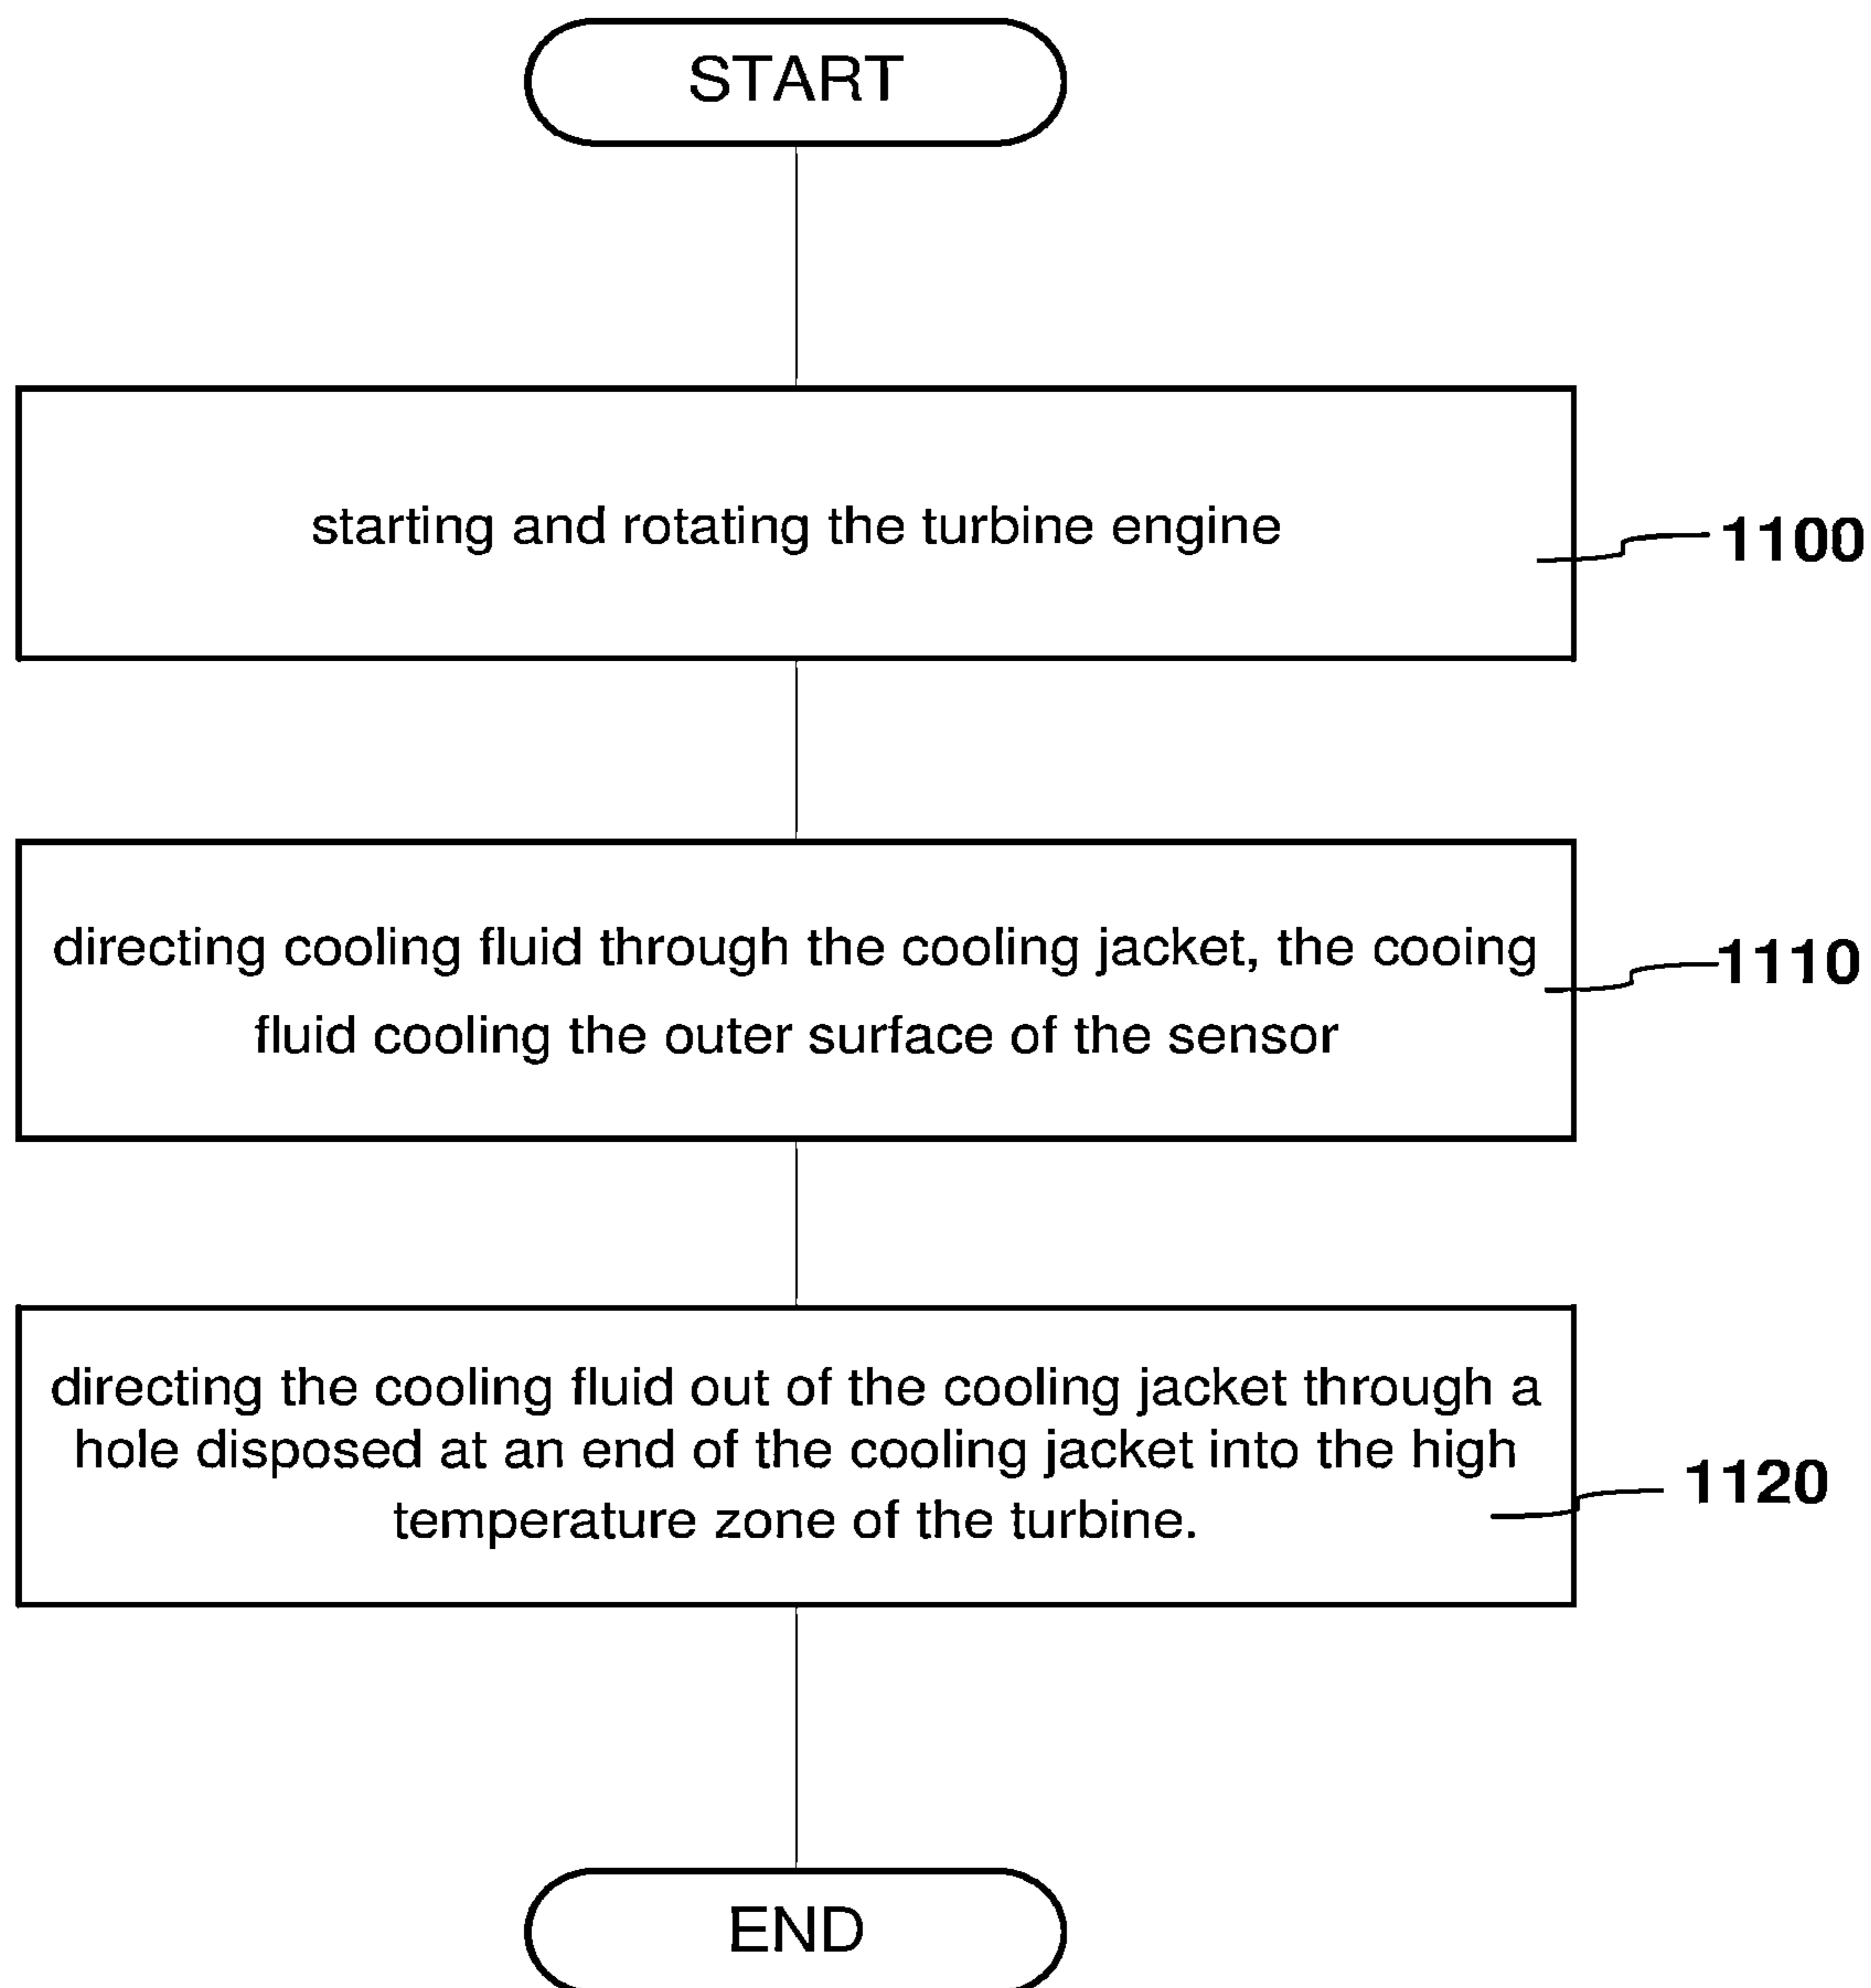 START
starting and rotating the turbine engine
1100
directing cooling fluid through the cooling jacket, the cooing
fluid cooling the outer surface of the sensor
1110
directing the cooling fluid out of the cooling jacket through a
hole disposed at an end of the cooling jacket into the high
temperature zone of the turbine.
1120
END